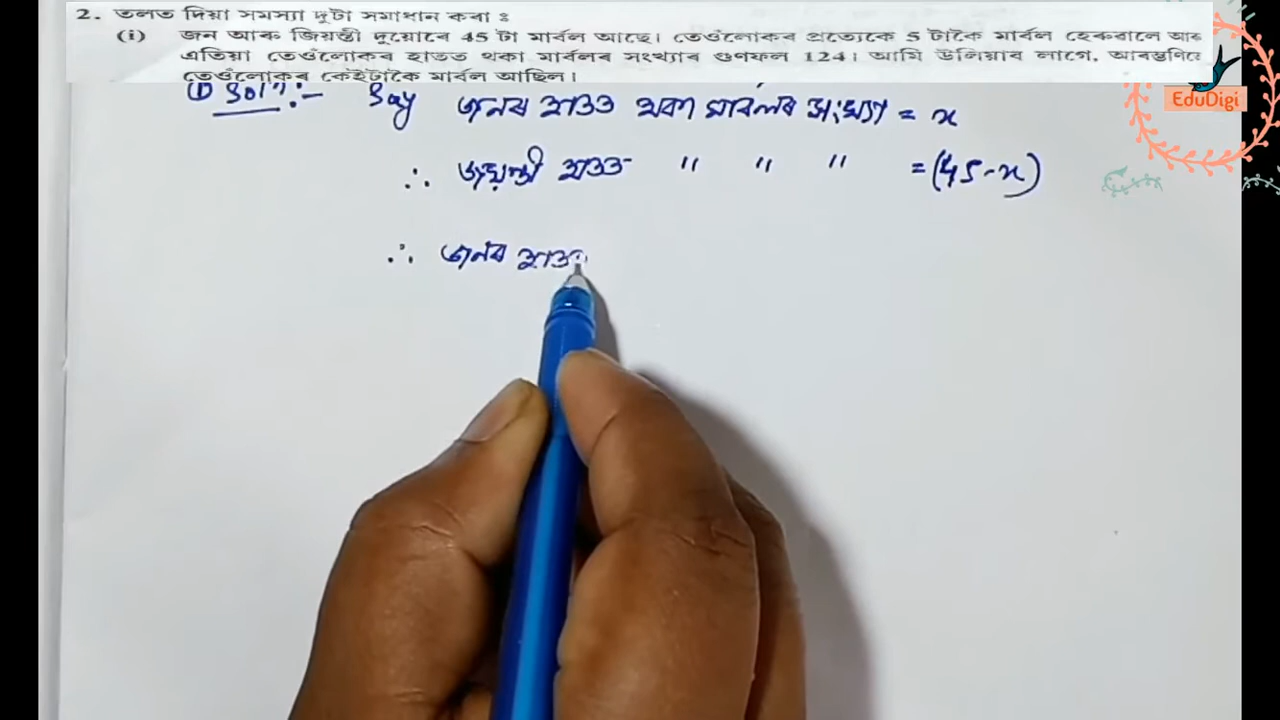 2. তলত দিয়া সমস্যা দুটা সমাধান কৰা ঃ
(i) জন আৰু জিয়ন্তী দুয়োৰে 45 টা মাৰ্বল আছে। তেওঁলোকৰ প্ৰত্যেকে 5 টাকৈ মাৰ্বল হেৰুৱালে আৰু
এতিয়া তেওঁলোকৰ হাতত থকা মাৰ্বলৰ সংখ্যাৰ গুণফল 124। আমি উলিয়াব লাগে, আৰম্ভণিতে
তেওঁলোকৰ কেইটাকৈ মাৰ্বল আছিল।
EduDigi
(i) Solⁿ:- Say জনৰ হাতত থকা মাৰ্বলৰ সংখ্যা = x
∴ জয়ন্তী হাতত " " " = (45-x)
∴ জনৰ হাতত